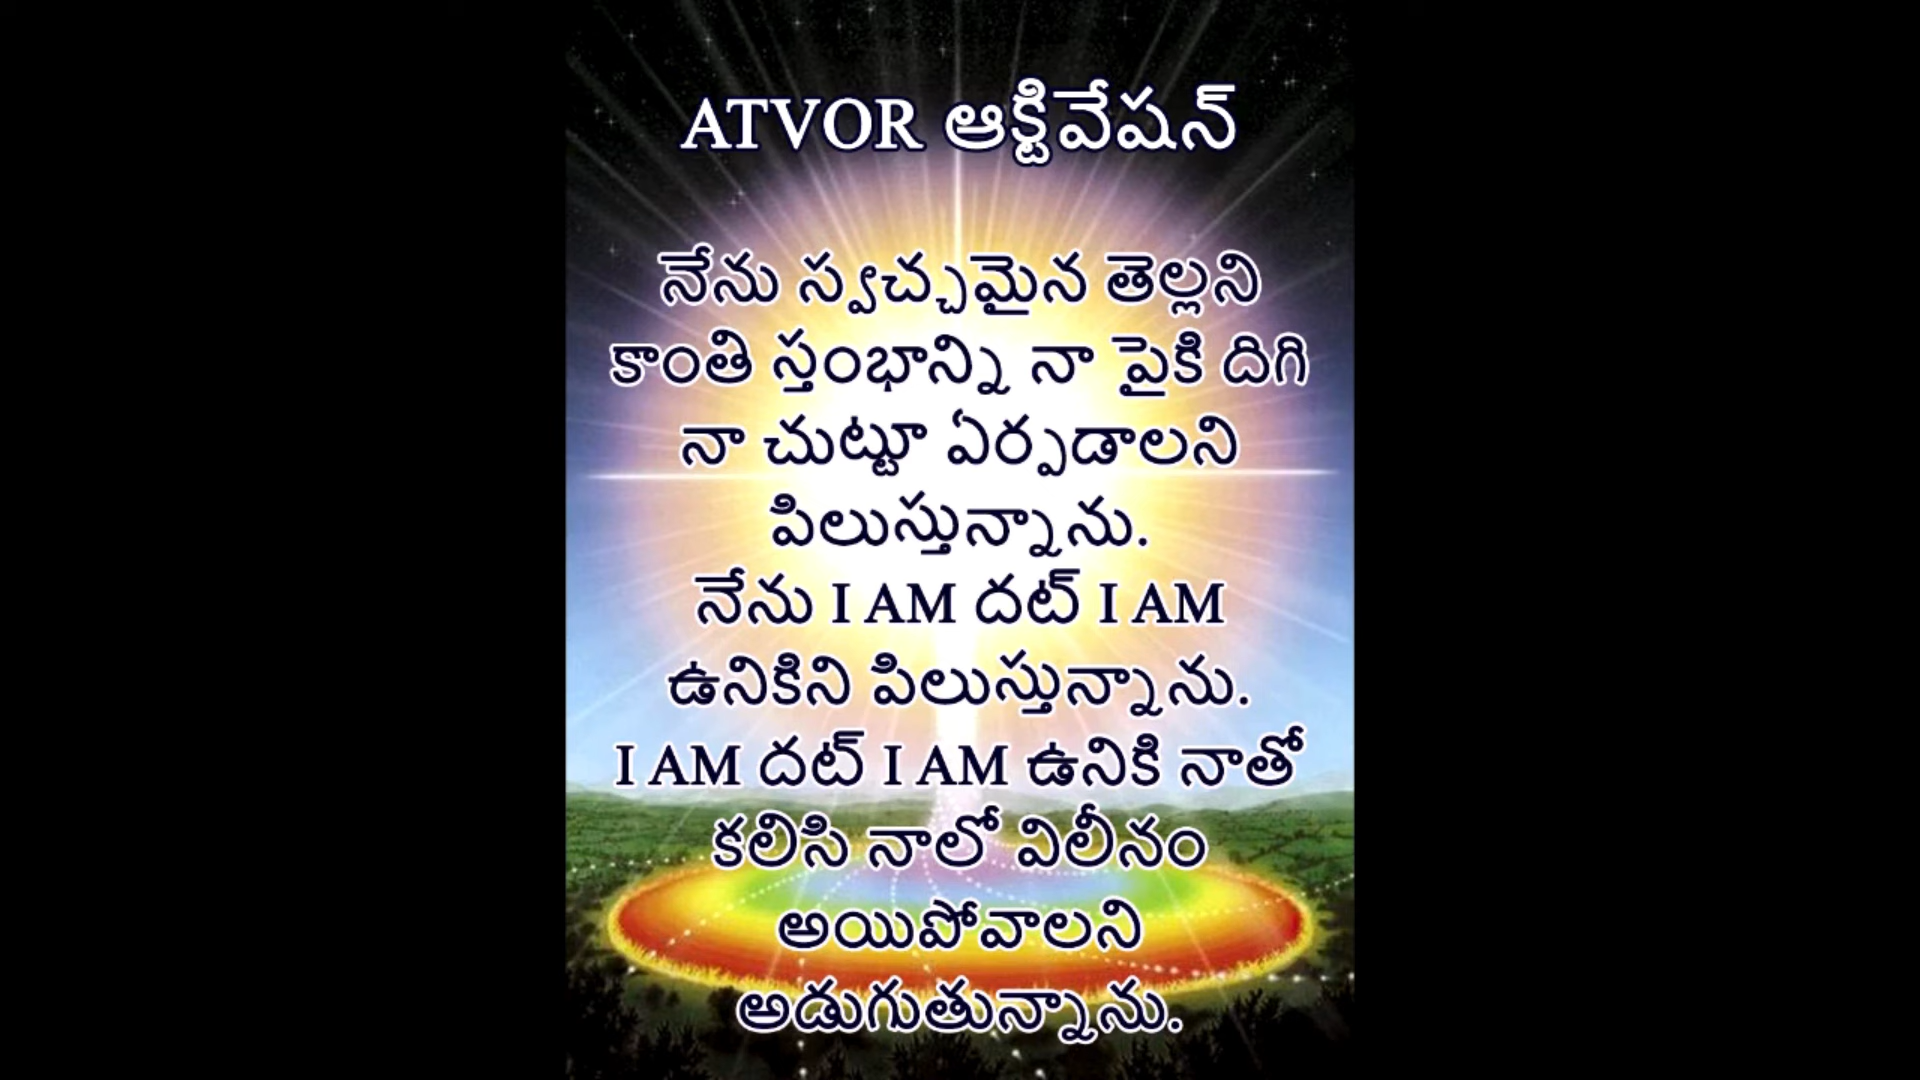 ATVOR ఆక్టివేషన్
నేను స్వచ్చమైన తెల్లని
కాంతి స్తంభాన్ని నా పైకి దిగి
నా చుట్టూ ఏర్పడాలని
పిలుస్తున్నాను.
నేను I AM దట్ I AM
ఉనికిని పిలుస్తున్నాను.
I AM దట్ I AM ఉనికి నాతో
కలిసి నాలో విలీనం
అయిపోవాలని
అడుగుతున్నాను.